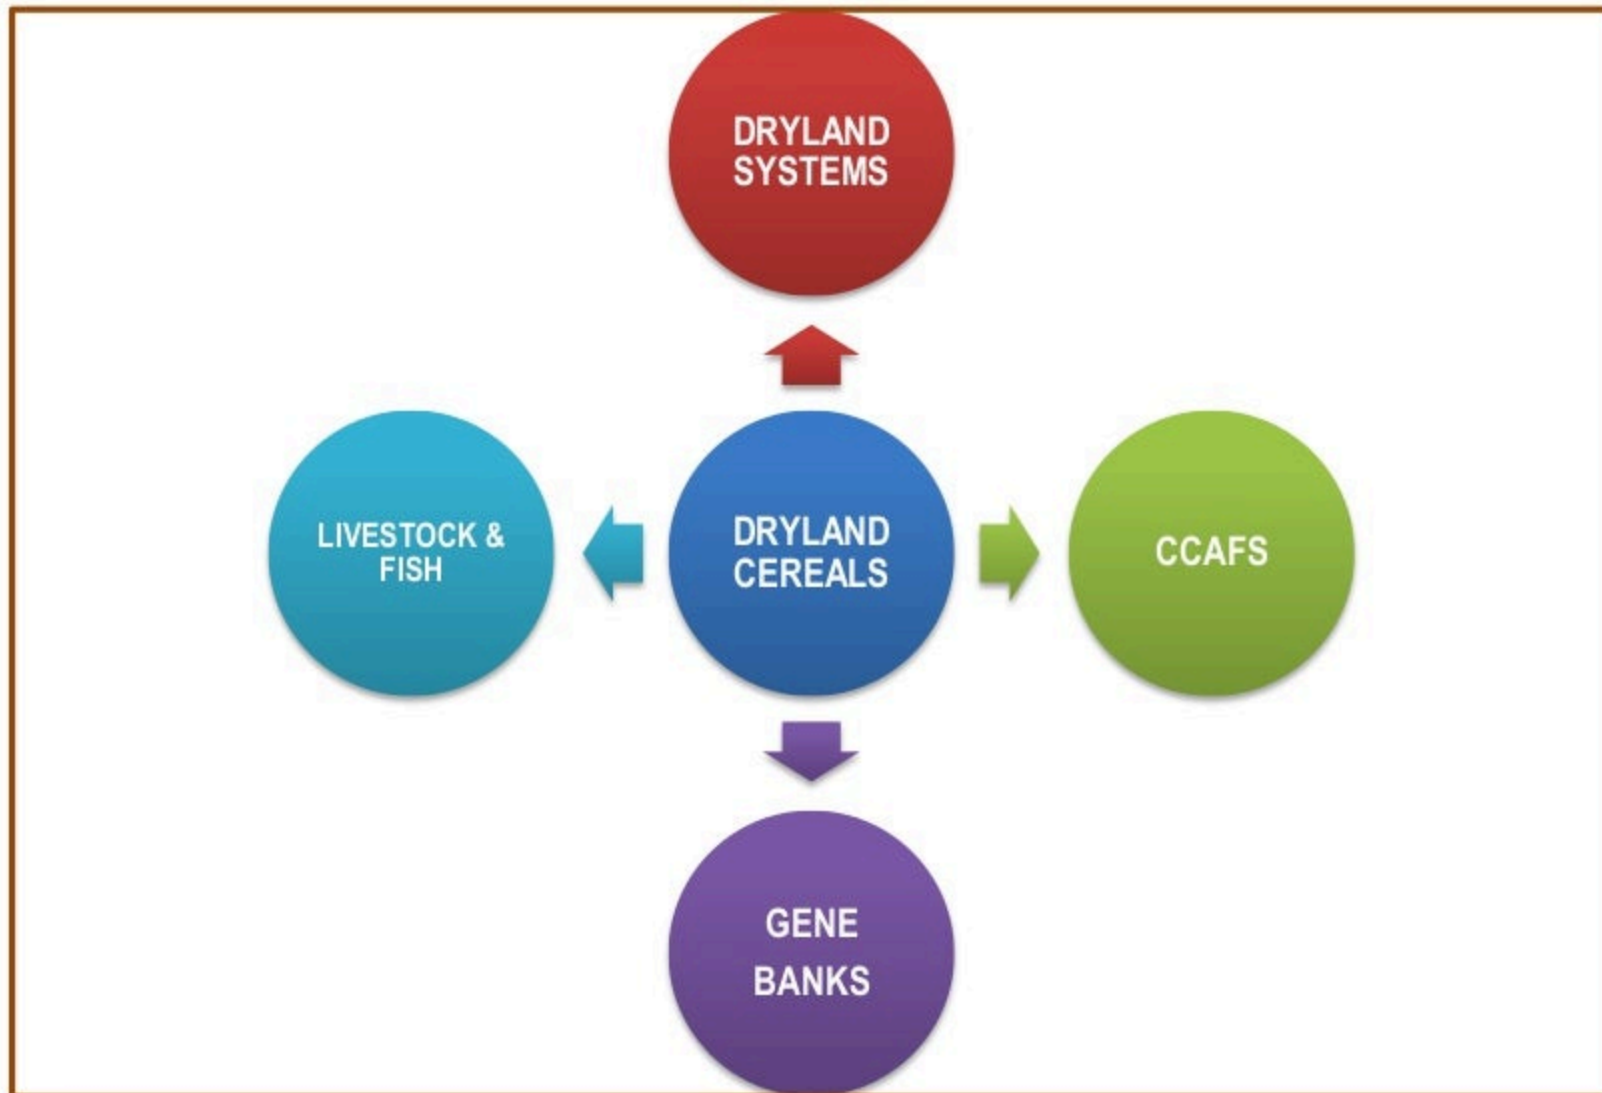 DRYLAND
SYSTEMS
LIVESTOCK &
FISH
DRYLAND
CEREALS
CCAFS
GENE
BANKS